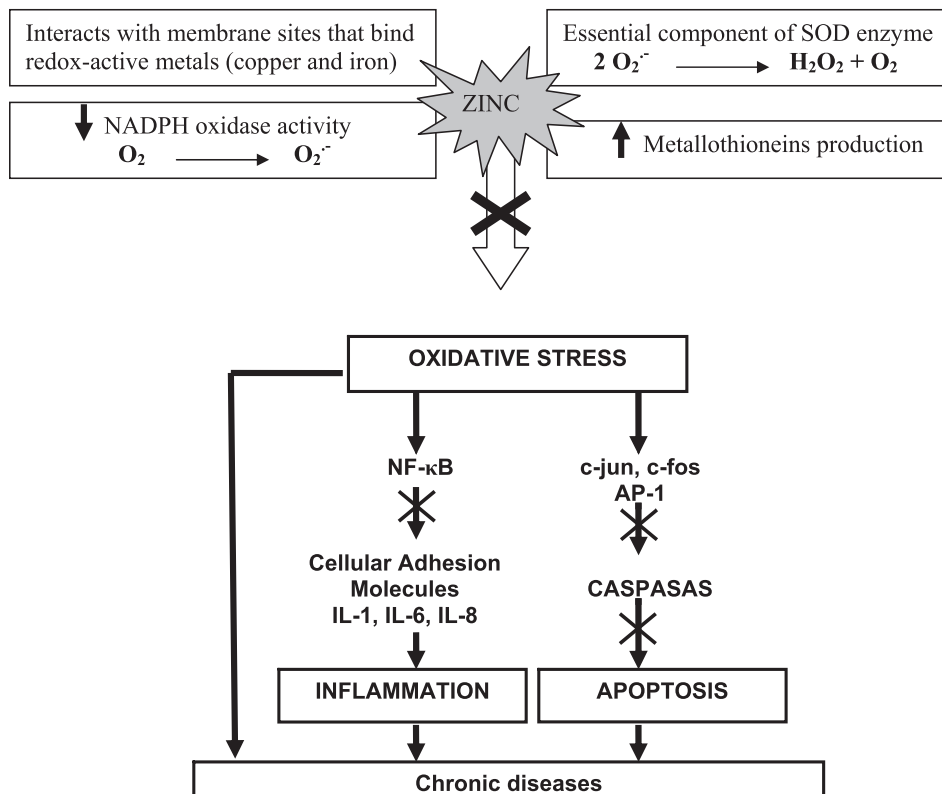 Interacts with membrane sites that bind
redox-active metals (copper and iron)
Essential component of SOD enzyme
2 O₂·⁻ H₂O₂ + O₂
ZINC
NADPH oxidase activity
O₂ O₂·⁻
Metallothioneins production
OXIDATIVE STRESS
NF-κB
c-jun, c-fos
AP-1
Cellular Adhesion
Molecules
IL-1, IL-6, IL-8
CASPASAS
INFLAMMATION
APOPTOSIS
Chronic diseases